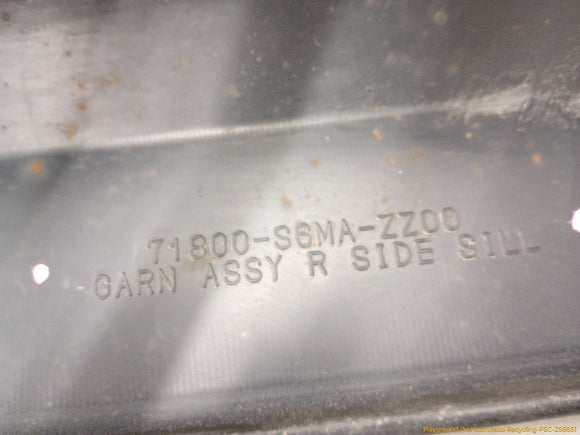 71800-S6MA-ZZ00
GARN ASSY R SIDE SILL